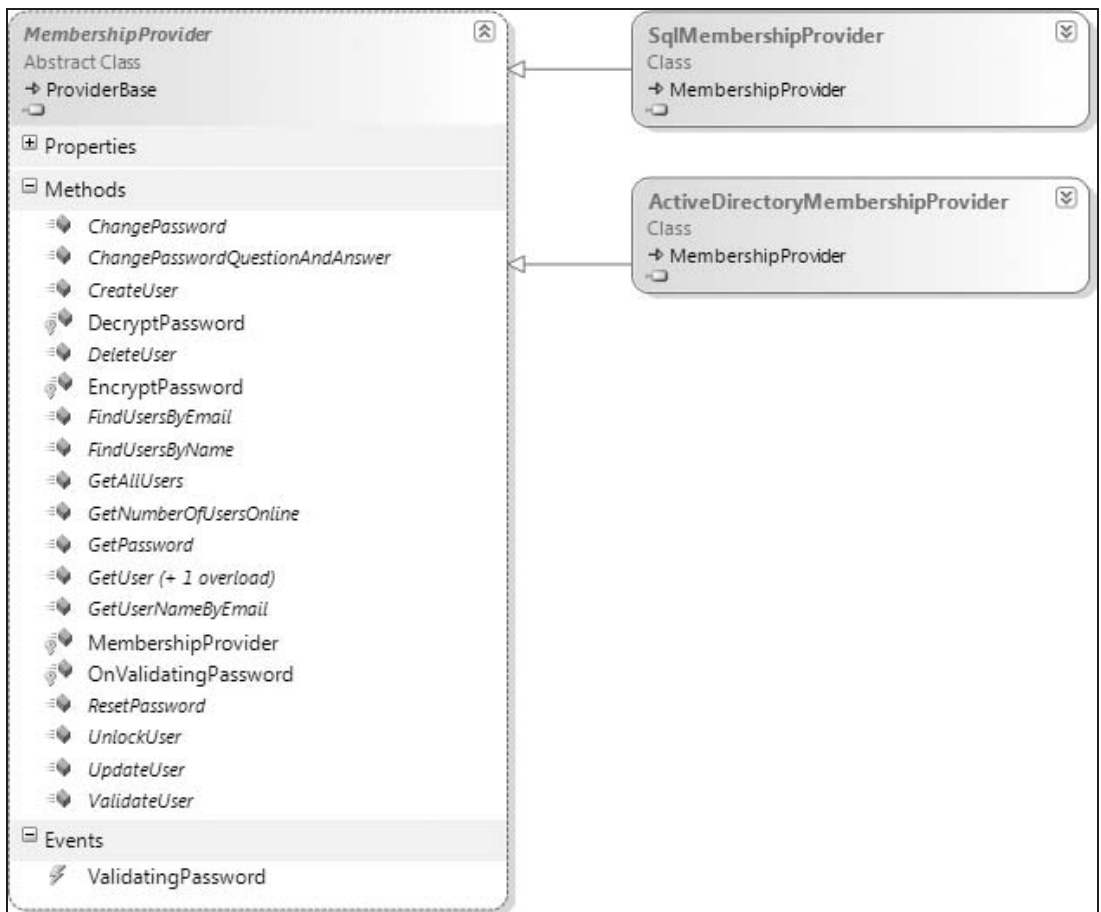 MembershipProvider
Abstract Class
ProviderBase
Properties
Methods
ChangePassword
ChangePasswordQuestionAndAnswer
CreateUser
DecryptPassword
DeleteUser
EncryptPassword
FindUsersByEmail
FindUsersByName
GetAllUsers
GetNumberOfUsersOnline
GetPassword
GetUser (+ 1 overload)
GetUserNameByEmail
MembershipProvider
OnValidatingPassword
ResetPassword
UnlockUser
UpdateUser
ValidateUser
Events
ValidatingPassword
SqlMembershipProvider
Class
MembershipProvider
ActiveDirectoryMembershipProvider
Class
MembershipProvider